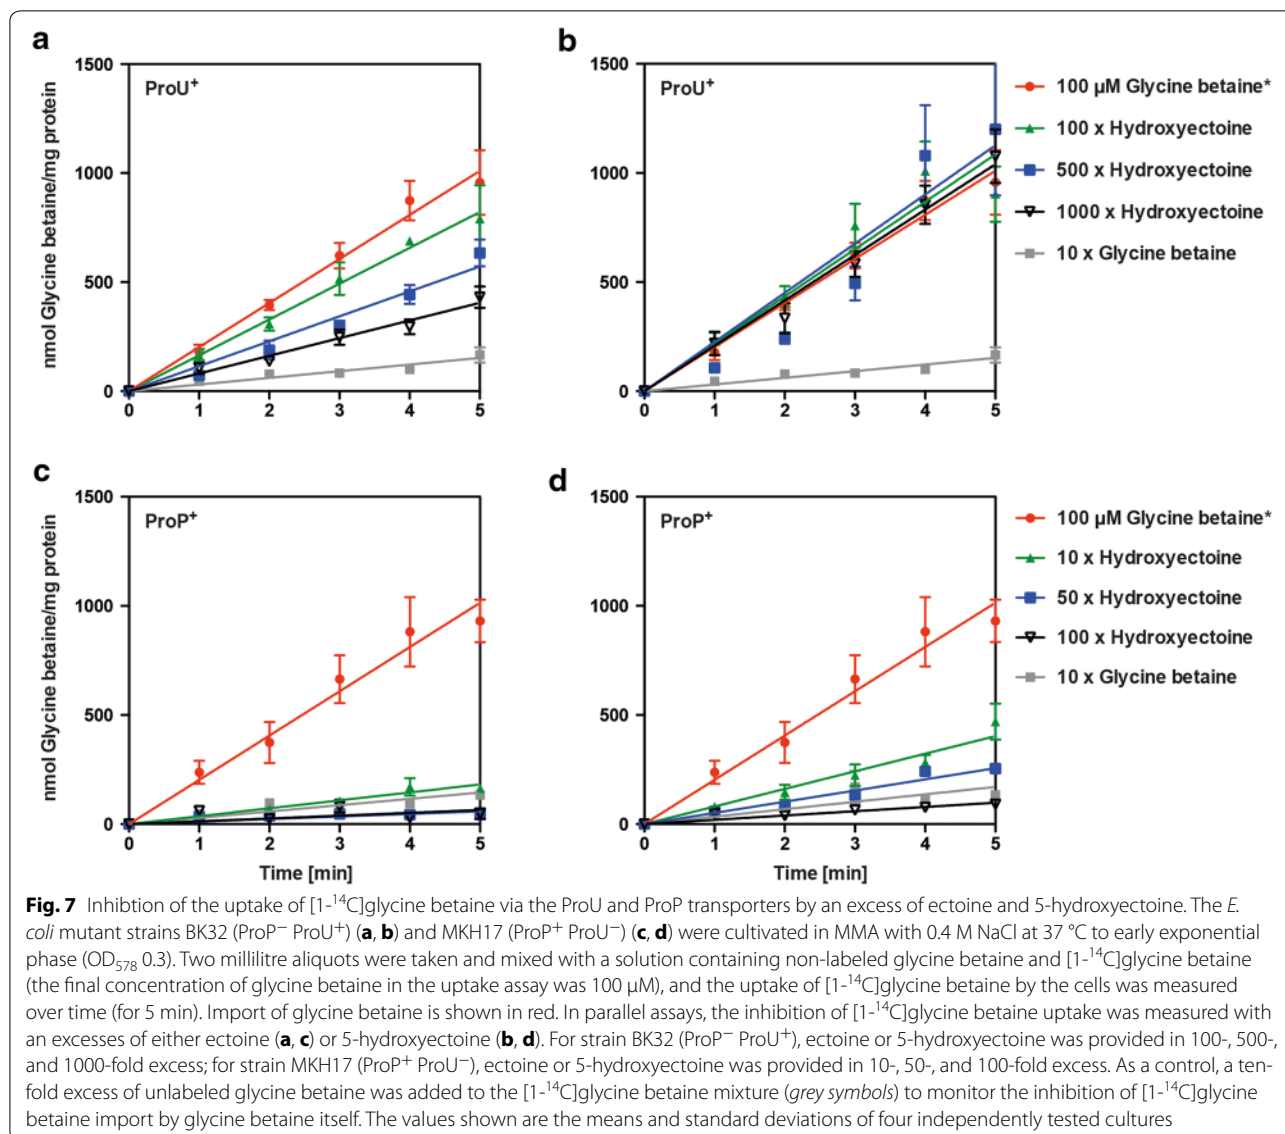 a
b
nmol Glycine betaine/mg protein
1500
1000
500
0
ProU+
0 1 2 3 4 5
1500
1000
500
0
ProU+
0 1 2 3 4 5
100 µM Glycine betaine*
100 x Hydroxyectoine
500 x Hydroxyectoine
1000 x Hydroxyectoine
10 x Glycine betaine
c
d
nmol Glycine betaine/mg protein
1500
1000
500
0
ProP+
0 1 2 3 4 5
Time [min]
1500
1000
500
0
ProP+
0 1 2 3 4 5
Time [min]
100 µM Glycine betaine*
10 x Hydroxyectoine
50 x Hydroxyectoine
100 x Hydroxyectoine
10 x Glycine betaine
Fig. 7 Inhibtion of the uptake of [1-14C]glycine betaine via the ProU and ProP transporters by an excess of ectoine and 5-hydroxyectoine. The E.
coli mutant strains BK32 (ProP− ProU+) (a, b) and MKH17 (ProP+ ProU−) (c, d) were cultivated in MMA with 0.4 M NaCl at 37 °C to early exponential
phase (OD578 0.3). Two millilitre aliquots were taken and mixed with a solution containing non-labeled glycine betaine and [1-14C]glycine betaine
(the final concentration of glycine betaine in the uptake assay was 100 µM), and the uptake of [1-14C]glycine betaine by the cells was measured
over time (for 5 min). Import of glycine betaine is shown in red. In parallel assays, the inhibition of [1-14C]glycine betaine uptake was measured with
an excesses of either ectoine (a, c) or 5-hydroxyectoine (b, d). For strain BK32 (ProP− ProU+), ectoine or 5-hydroxyectoine was provided in 100-, 500-,
and 1000-fold excess; for strain MKH17 (ProP+ ProU−), ectoine or 5-hydroxyectoine was provided in 10-, 50-, and 100-fold excess. As a control, a ten-
fold excess of unlabeled glycine betaine was added to the [1-14C]glycine betaine mixture (grey symbols) to monitor the inhibition of [1-14C]glycine
betaine import by glycine betaine itself. The values shown are the means and standard deviations of four independently tested cultures